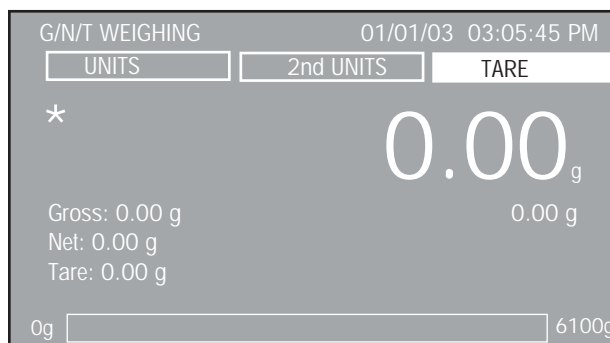 G/N/T WEIGHING 01/01/03 03:05:45 PM
UNITS 2nd UNITS TARE
* 0.00 g
Gross: 0.00 g 0.00 g
Net: 0.00 g
Tare: 0.00 g
0g 6100g